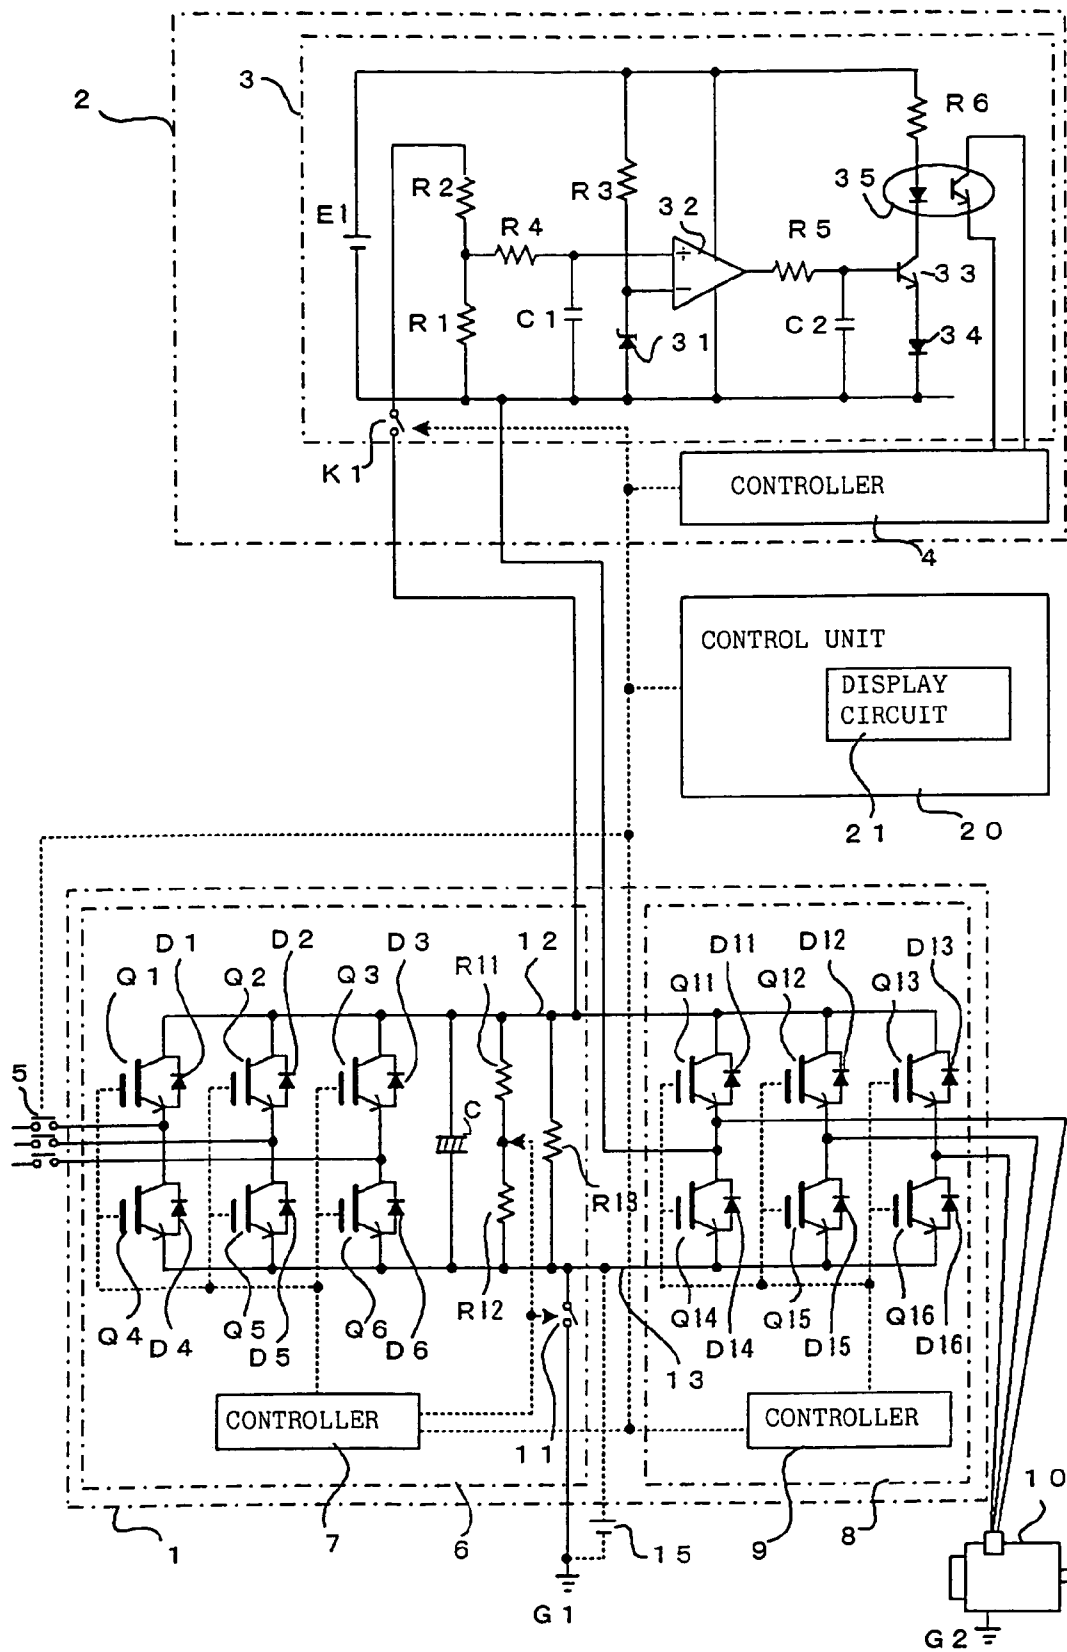 2
3
R6
R2
R3
35
E1
R4
32
R5
R1
C1
31
C2
33
34
K1
CONTROLLER
4
CONTROL UNIT
DISPLAY
CIRCUIT
21
20
D1
D2
D3
12
D11
D12
D13
Q1
Q2
Q3
R11
Q11
Q12
Q13
5
C
R13
Q4
D4
Q5
D5
Q6
D6
R12
Q14
D14
Q15
D15
Q16
D16
13
CONTROLLER
CONTROLLER
11
10
1
7
6
15
9
8
G1
G2
+
−